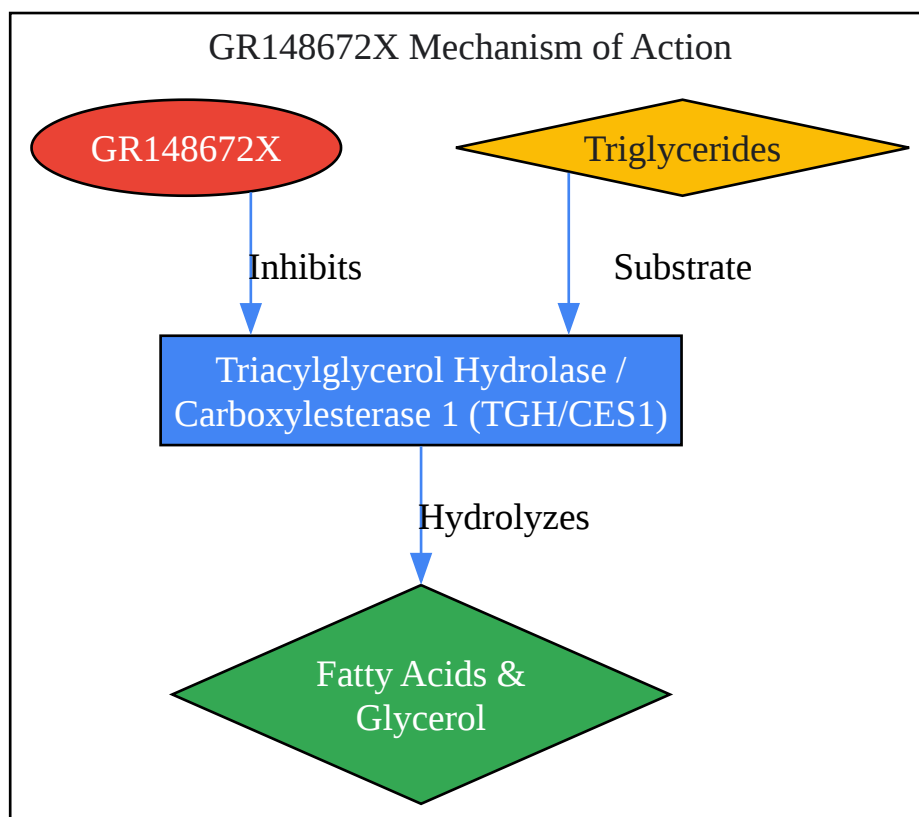 GR148672X Mechanism of Action
GR148672X
Triglycerides
Inhibits
Substrate
Triacylglycerol Hydrolase /
Carboxylesterase 1 (TGH/CES1)
Hydrolyzes
Fatty Acids &
Glycerol